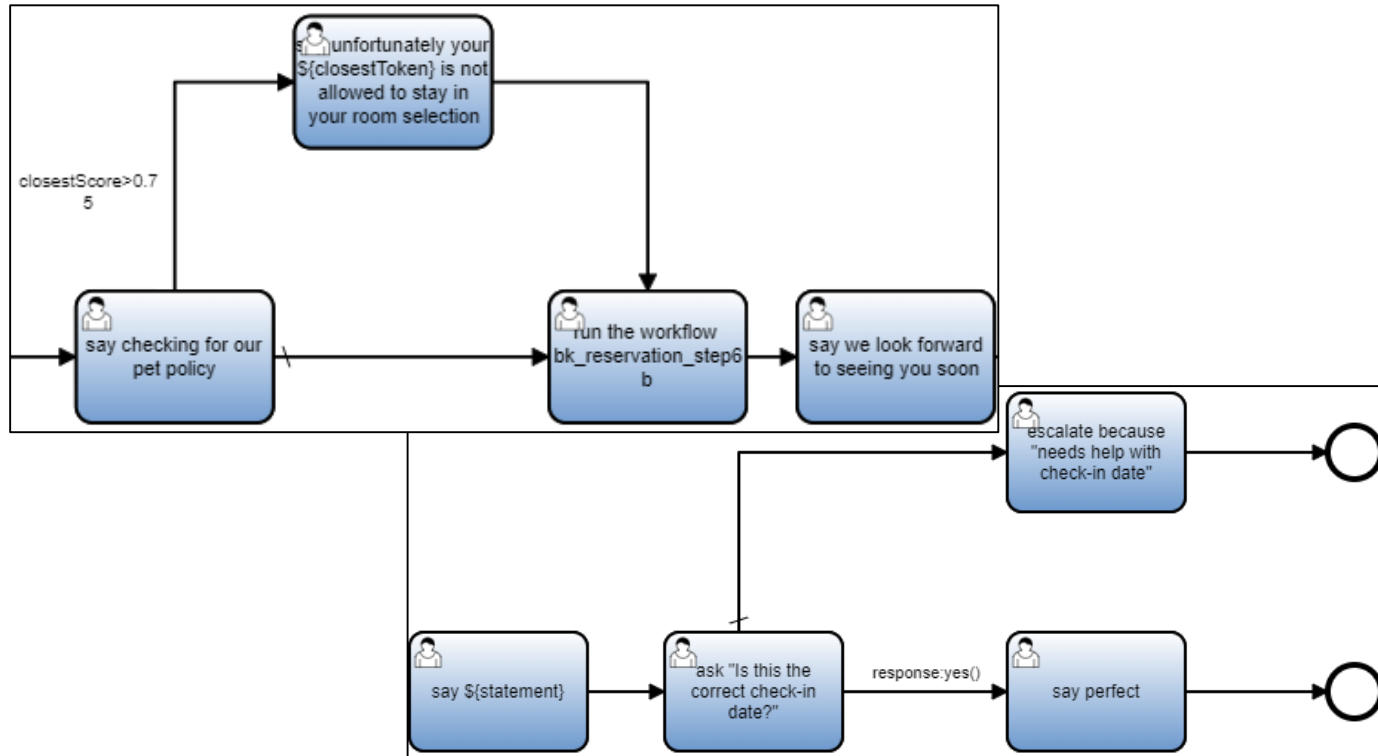 unfortunately your
${closestToken} is not
allowed to stay in
your room selection
closestScore>0.7
5
say checking for our
pet policy
run the workflow
bk_reservation_step6
b
say we look forward
to seeing you soon
escalate because
"needs help with
check-in date"
say ${statement}
ask "Is this the
correct check-in
date?"
response:yes()
say perfect